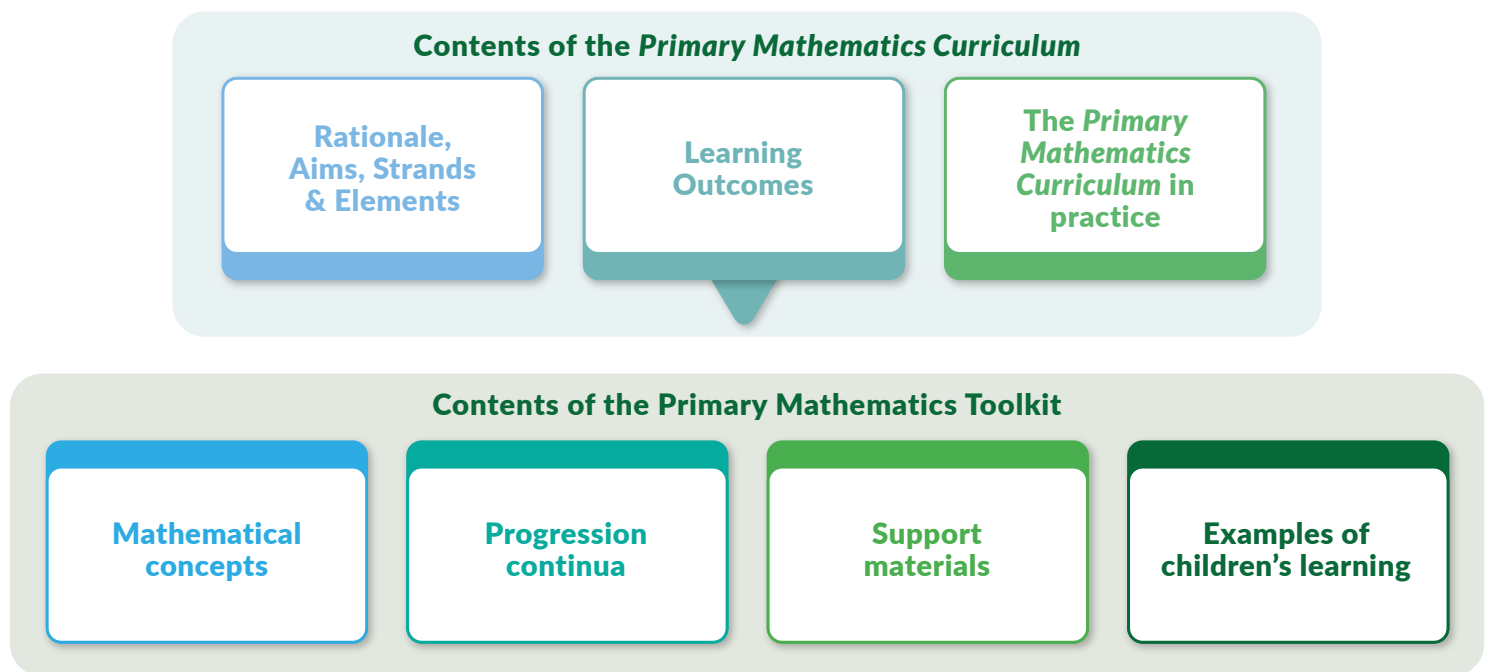 Contents of the Primary Mathematics Curriculum
Rationale,
Aims, Strands
& Elements
Learning
Outcomes
The Primary
Mathematics
Curriculum in
practice
Contents of the Primary Mathematics Toolkit
Mathematical
concepts
Progression
continua
Support
materials
Examples of
children’s learning